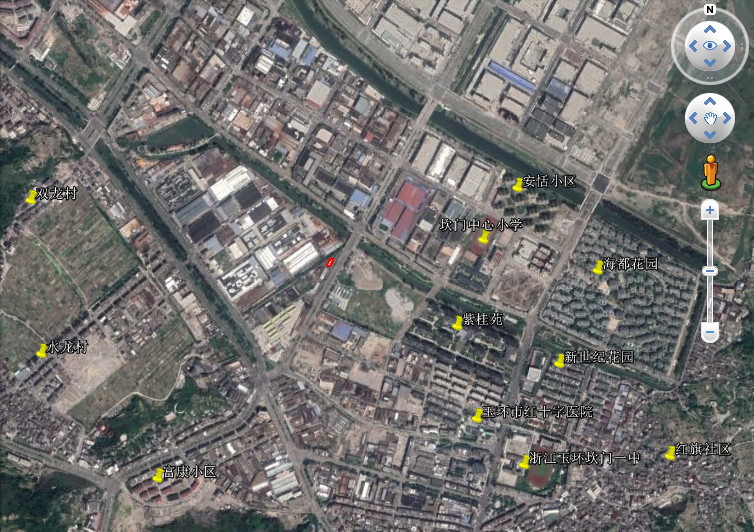 N
安恬小区
双龙村
坎门中心小学
海都花园
紫桂苑
水龙村
新世纪花园
玉环市红十字医院
红旗社区
浙江玉环坎门一中
富康小区